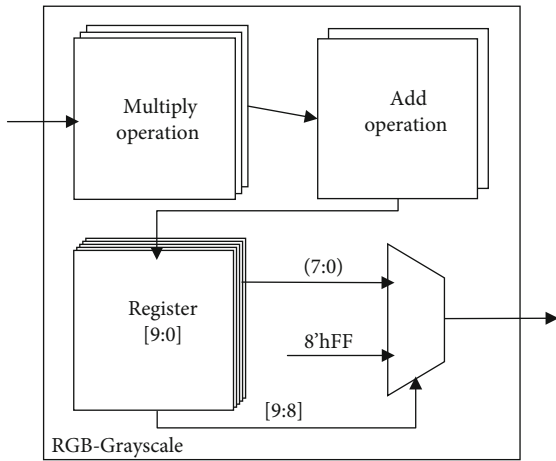 Multiply
operation
Add
operation
Register
[9:0]
(7:0)
8'hFF
[9:8]
RGB-Grayscale